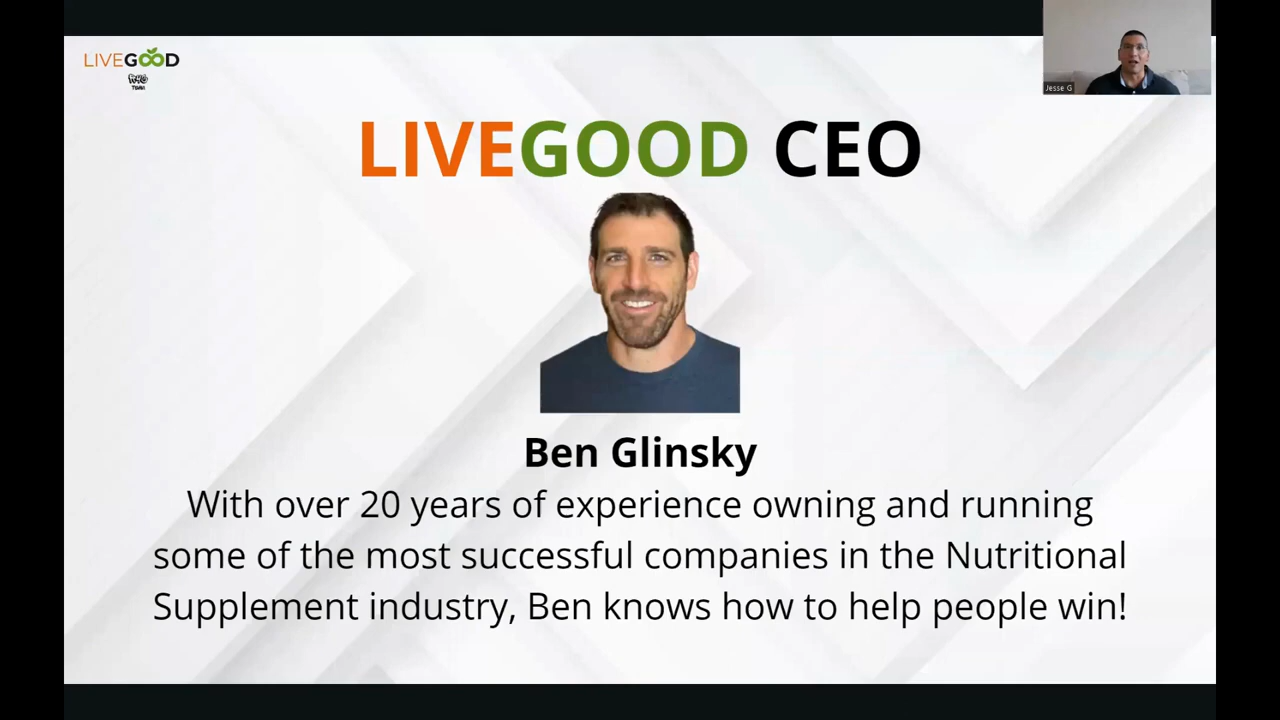 LIVEGOOD
TEAM
Jesse G
LIVEGOOD CEO
Ben Glinsky
With over 20 years of experience owning and running
some of the most successful companies in the Nutritional
Supplement industry, Ben knows how to help people win!